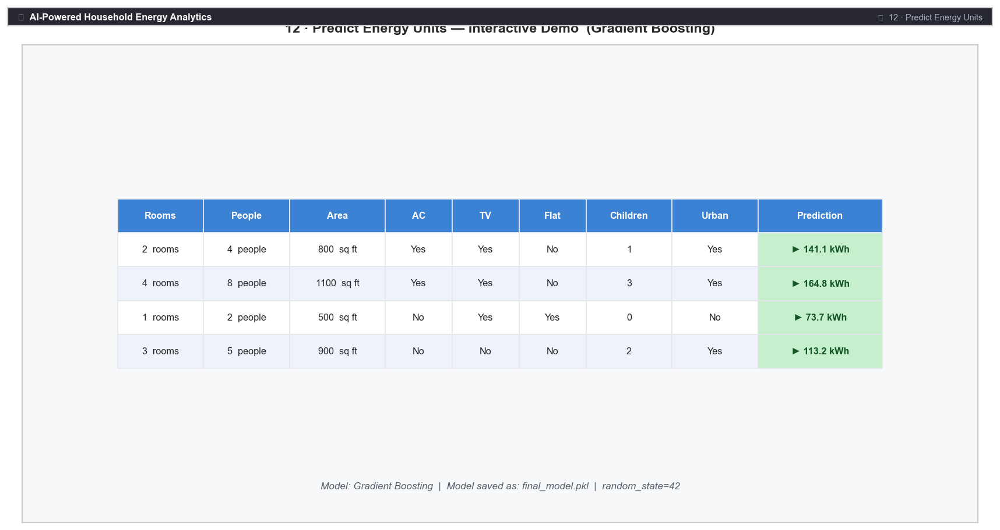 AI-Powered Household Energy Analytics
12 · Predict Energy Units
12 · Predict Energy Units — Interactive Demo (Gradient Boosting)
Rooms People Area AC TV Flat Children Urban Prediction
2 rooms 4 people 800 sq ft Yes Yes No 1 Yes ► 141.1 kWh
4 rooms 8 people 1100 sq ft Yes Yes No 3 Yes ► 164.8 kWh
1 rooms 2 people 500 sq ft No Yes Yes 0 No ► 73.7 kWh
3 rooms 5 people 900 sq ft No No No 2 Yes ► 113.2 kWh
Model: Gradient Boosting | Model saved as: final_model.pkl | random_state=42